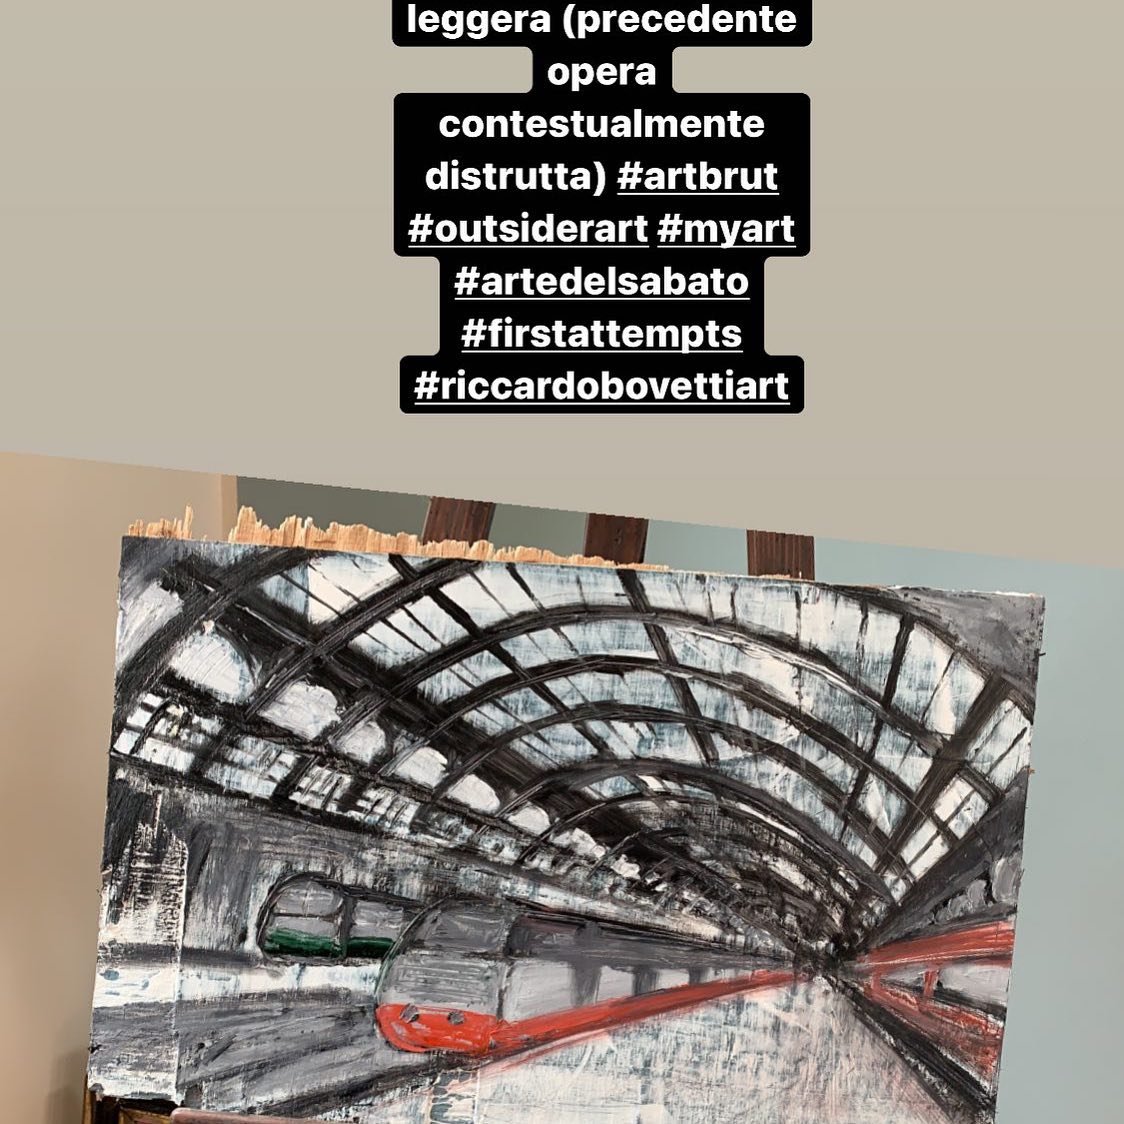 leggera (precedente
opera
contestualmente
distrutta) #artbrut
#outsiderart #myart
#artedelsabato
#firstattempts
#riccardobovettiart